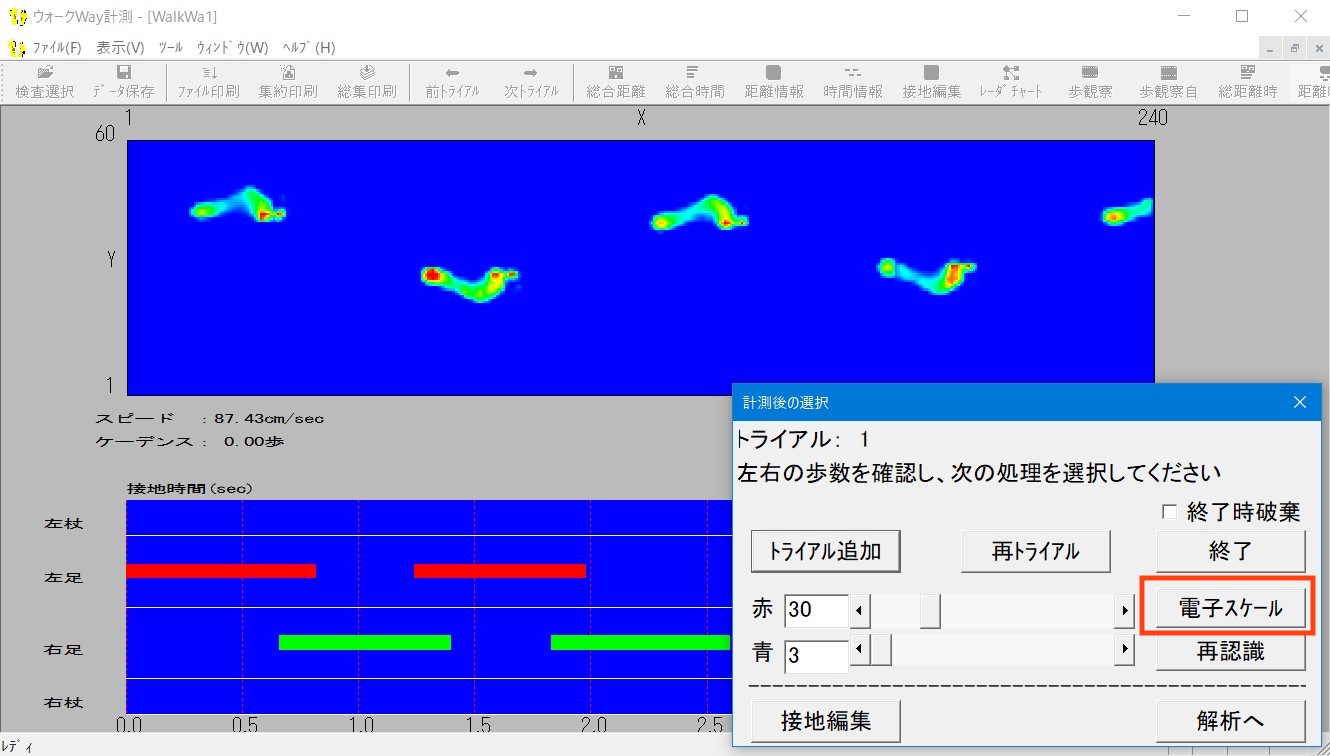 ウォークWay計測 - [WalkWa1]
ﾌｧｲﾙ(F) 表示(V) ﾂｰﾙ ｳｨﾝﾄﾞｳ(W) ﾍﾙﾌﾟ(H)
検査選択 ﾃﾞｰﾀ保存 ﾌｧｲﾙ印刷 集約印刷 総集印刷 前ﾄﾗｲｱﾙ 次ﾄﾗｲｱﾙ 総合距離 総合時間 距離情報 時間情報 接地編集 ﾚｰﾀﾞﾁｬｰﾄ 歩観察 歩観察自 総距離時 距離
1 X 240
60
Y
1
スピード : 87.43cm/sec
ケーデンス : 0.00歩
接地時間(sec)
左杖
左足
右足
右杖
0.0 0.5 1.0 1.5 2.0 2.5
ﾚﾃﾞｨ
計測後の選択
トライアル: 1
左右の歩数を確認し、次の処理を選択してください
終了時破棄
ﾄﾗｲｱﾙ追加 再ﾄﾗｲｱﾙ 終了
赤 30 電子ｽｹｰﾙ
青 3 再認識
接地編集 解析へ